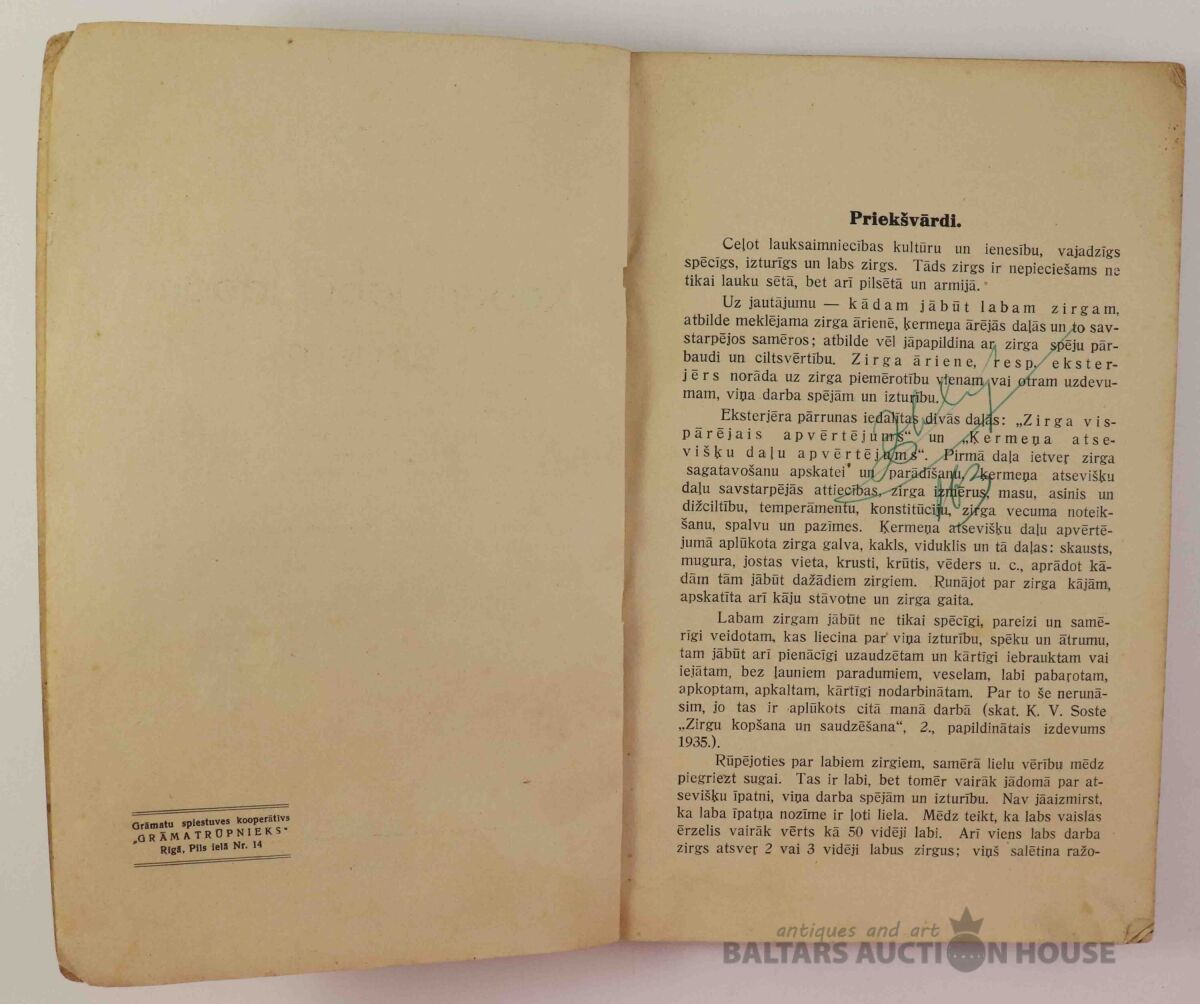 Grāmatu spiestuves kooperātīvs
„GRĀMATRŪPNIEKS“
Rīgā, Pils ielā Nr. 14
Priekšvārdi.
Ceļot lauksaimniecības kultūru un ienesību, vajadzīgs
spēcīgs, izturīgs un labs zirgs. Tāds zirgs ir nepieciešams ne
tikai lauku sētā, bet arī pilsētā un armijā.
Uz jautājumu — kādam jābūt labam zirgam,
atbilde meklējama zirga ārienē, ķermeņa ārējās daļās un to sav-
starpējos samēros; atbilde vēl jāpapildina ar zirga spēju pār-
baudi un ciltsvērtību. Zirga āriene, resp. ekster-
jērs norāda uz zirga piemērotību vienam vai otram uzdevu-
mam, viņa darba spējām un izturību.
Eksterjēra pārrunas iedalītas divās daļās: „Zirga vis-
pārējais apvērtējums“ un „Ķermeņa atse-
višķu daļu apvērtējums“. Pirmā daļa ietver zirga
sagatavošanu apskatei un parādīšanu, ķermeņa atsevišķu
daļu savstarpējās attiecības, zirga izmērus, masu, asinis un
dižciltību, temperāmentu, konstitūciju, zirga vecuma noteik-
šanu, spalvu un pazīmes. Ķermeņa atsevišķu daļu apvērtē-
jumā aplūkota zirga galva, kakls, viduklis un tā daļas: skausts,
mugura, jostas vieta, krusti, krūtis, vēders u. c., aprādot kā-
dām tām jābūt dažādiem zirgiem. Runājot par zirga kājām,
apskatīta arī kāju stāvotne un zirga gaita.
Labam zirgam jābūt ne tikai spēcīgi, pareizi un samē-
rīgi veidotam, kas liecina par viņa izturību, spēku un ātrumu,
tam jābūt arī pienācīgi uzaudzētam un kārtīgi iebrauktam vai
iejātam, bez ļauniem paradumiem, veselam, labi pabarotam,
apkoptam, apkaltam, kārtīgi nodarbinātam. Par to še nerunā-
sim, jo tas ir aplūkots citā manā darbā (skat. K. V. Soste
„Zirgu kopšana un saudzēšana“, 2., papildinātais izdevums
1935.).
Rūpējoties par labiem zirgiem, samērā lielu vērību mēdz
piegriezt sugai. Tas ir labi, bet tomēr vairāk jādomā par at-
sevišķu īpatni, viņa darba spējām un izturību. Nav jāaizmirst,
ka laba īpatņa nozīme ir ļoti liela. Mēdz teikt, ka labs vaislas
ērzelis vairāk vērts kā 50 vidēji labi. Arī viens labs darba
zirgs atsver 2 vai 3 vidēji labus zirgus; viņš salētina ražo-
antiques and art
BALTARS AUCTION HOUSE